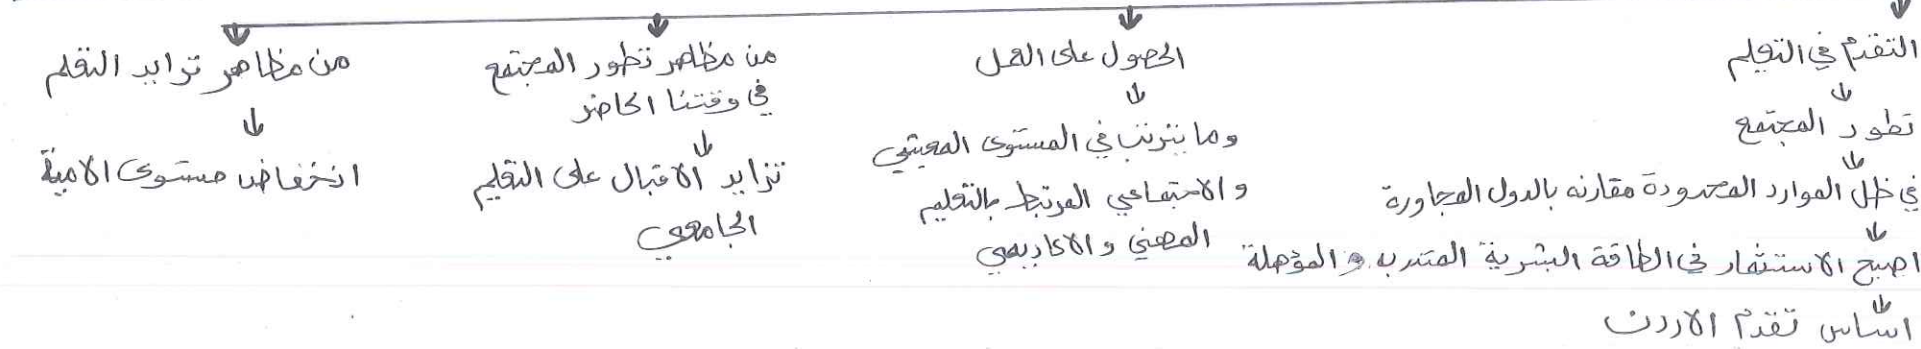 التقدم في التعليم
تطور المجتمع
في ظل الموارد المحدودة مقارنه بالدول المجاورة
اصبح الاستثمار في الطاقة البشرية المتدربه والمؤهلة
اساس تقدم الاردن
الحصول على العمل
وما يترتب في المستوى المعيشي
والاجتماعي المرتبط بالتعليم
المهني والاكاديمي
من مظاهر تطور المجتمع
في وقتنا الحاضر
تزايد الاقبال على التعليم
الجامعي
من مظاهر تزايد التعلم
انخفاض مستوى الامية